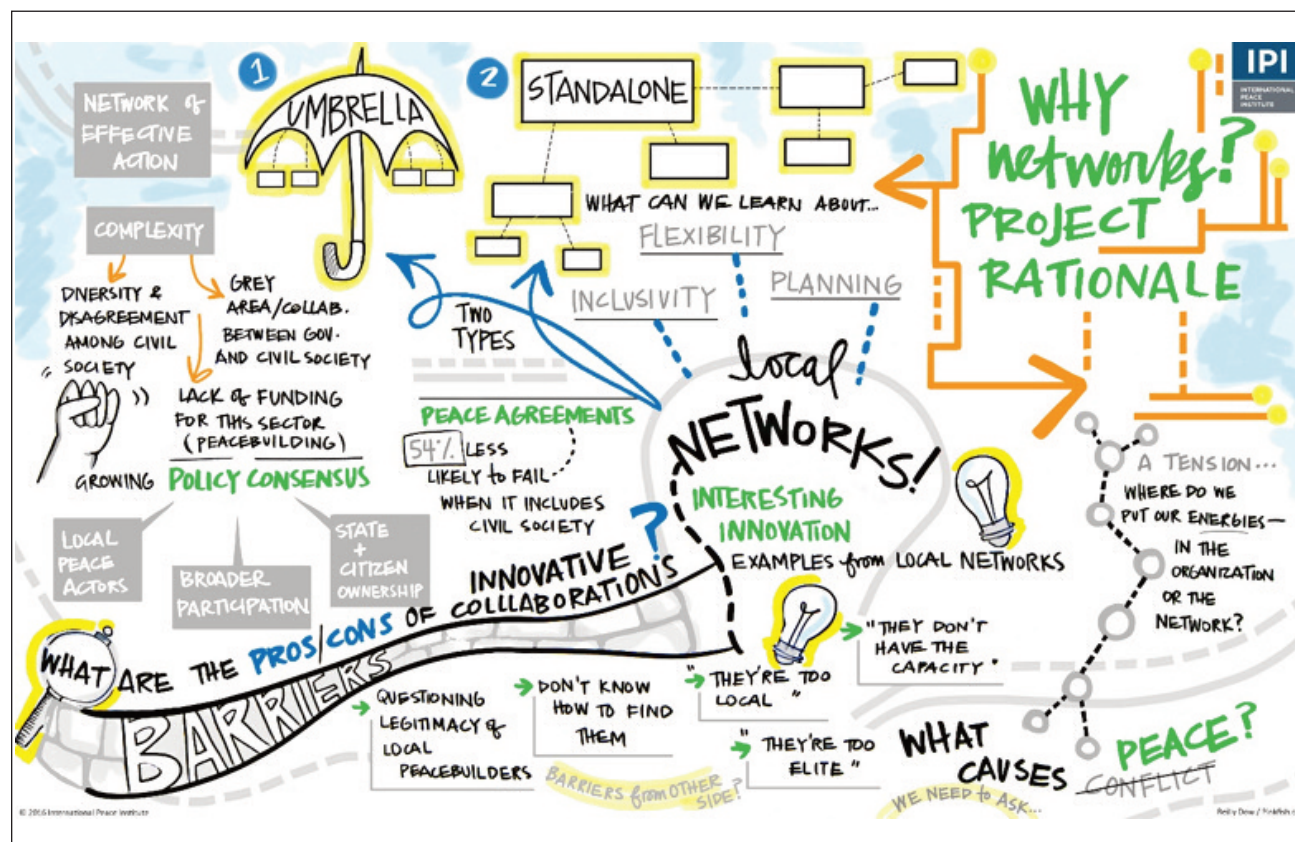 1
UMBRELLA
NETWORK of
EFFECTIVE
ACTION
2
STANDALONE
IPI
INTERNATIONAL
PEACE
INSTITUTE
WHY
networks?
PROJECT
RATIONALE
WHAT CAN WE LEARN ABOUT...
FLEXIBILITY
INCLUSIVITY
PLANNING
COMPLEXITY
DIVERSITY &
DISAGREEMENT
AMONG CIVIL
SOCIETY
GREY
AREA/COLLAB.
BETWEEN GOV.
AND CIVIL SOCIETY
LACK of FUNDING
FOR THIS SECTOR
(PEACEBUILDING)
GROWING
POLICY CONSENSUS
LOCAL
PEACE
ACTORS
BROADER
PARTICIPATION
STATE
+
CITIZEN
OWNERSHIP
TWO
TYPES
PEACE AGREEMENTS
54% LESS
LIKELY to FAIL
WHEN IT INCLUDES
CIVIL SOCIETY
local
NETWORKS!
INTERESTING
INNOVATION
EXAMPLES from LOCAL NETWORKS
A TENSION...
WHERE DO WE
PUT OUR ENERGIES—
IN THE
ORGANIZATION
OR THE
NETWORK?
WHAT ARE THE PROS/CONS OF INNOVATIVE COLLLABORATIONS?
BARRIERS
QUESTIONING
LEGITIMACY of
LOCAL
PEACEBUILDERS
DON'T KNOW
HOW TO FIND
THEM
"THEY'RE TOO
LOCAL"
"THEY DON'T
HAVE THE
CAPACITY"
"THEY'RE TOO
ELITE"
BARRIERS from OTHER
SIDE?
WHAT
CAUSES
PEACE?
CONFLICT
WE NEED to ASK...
© 2016 International Peace Institute
Reilly Dow / Pinkfish